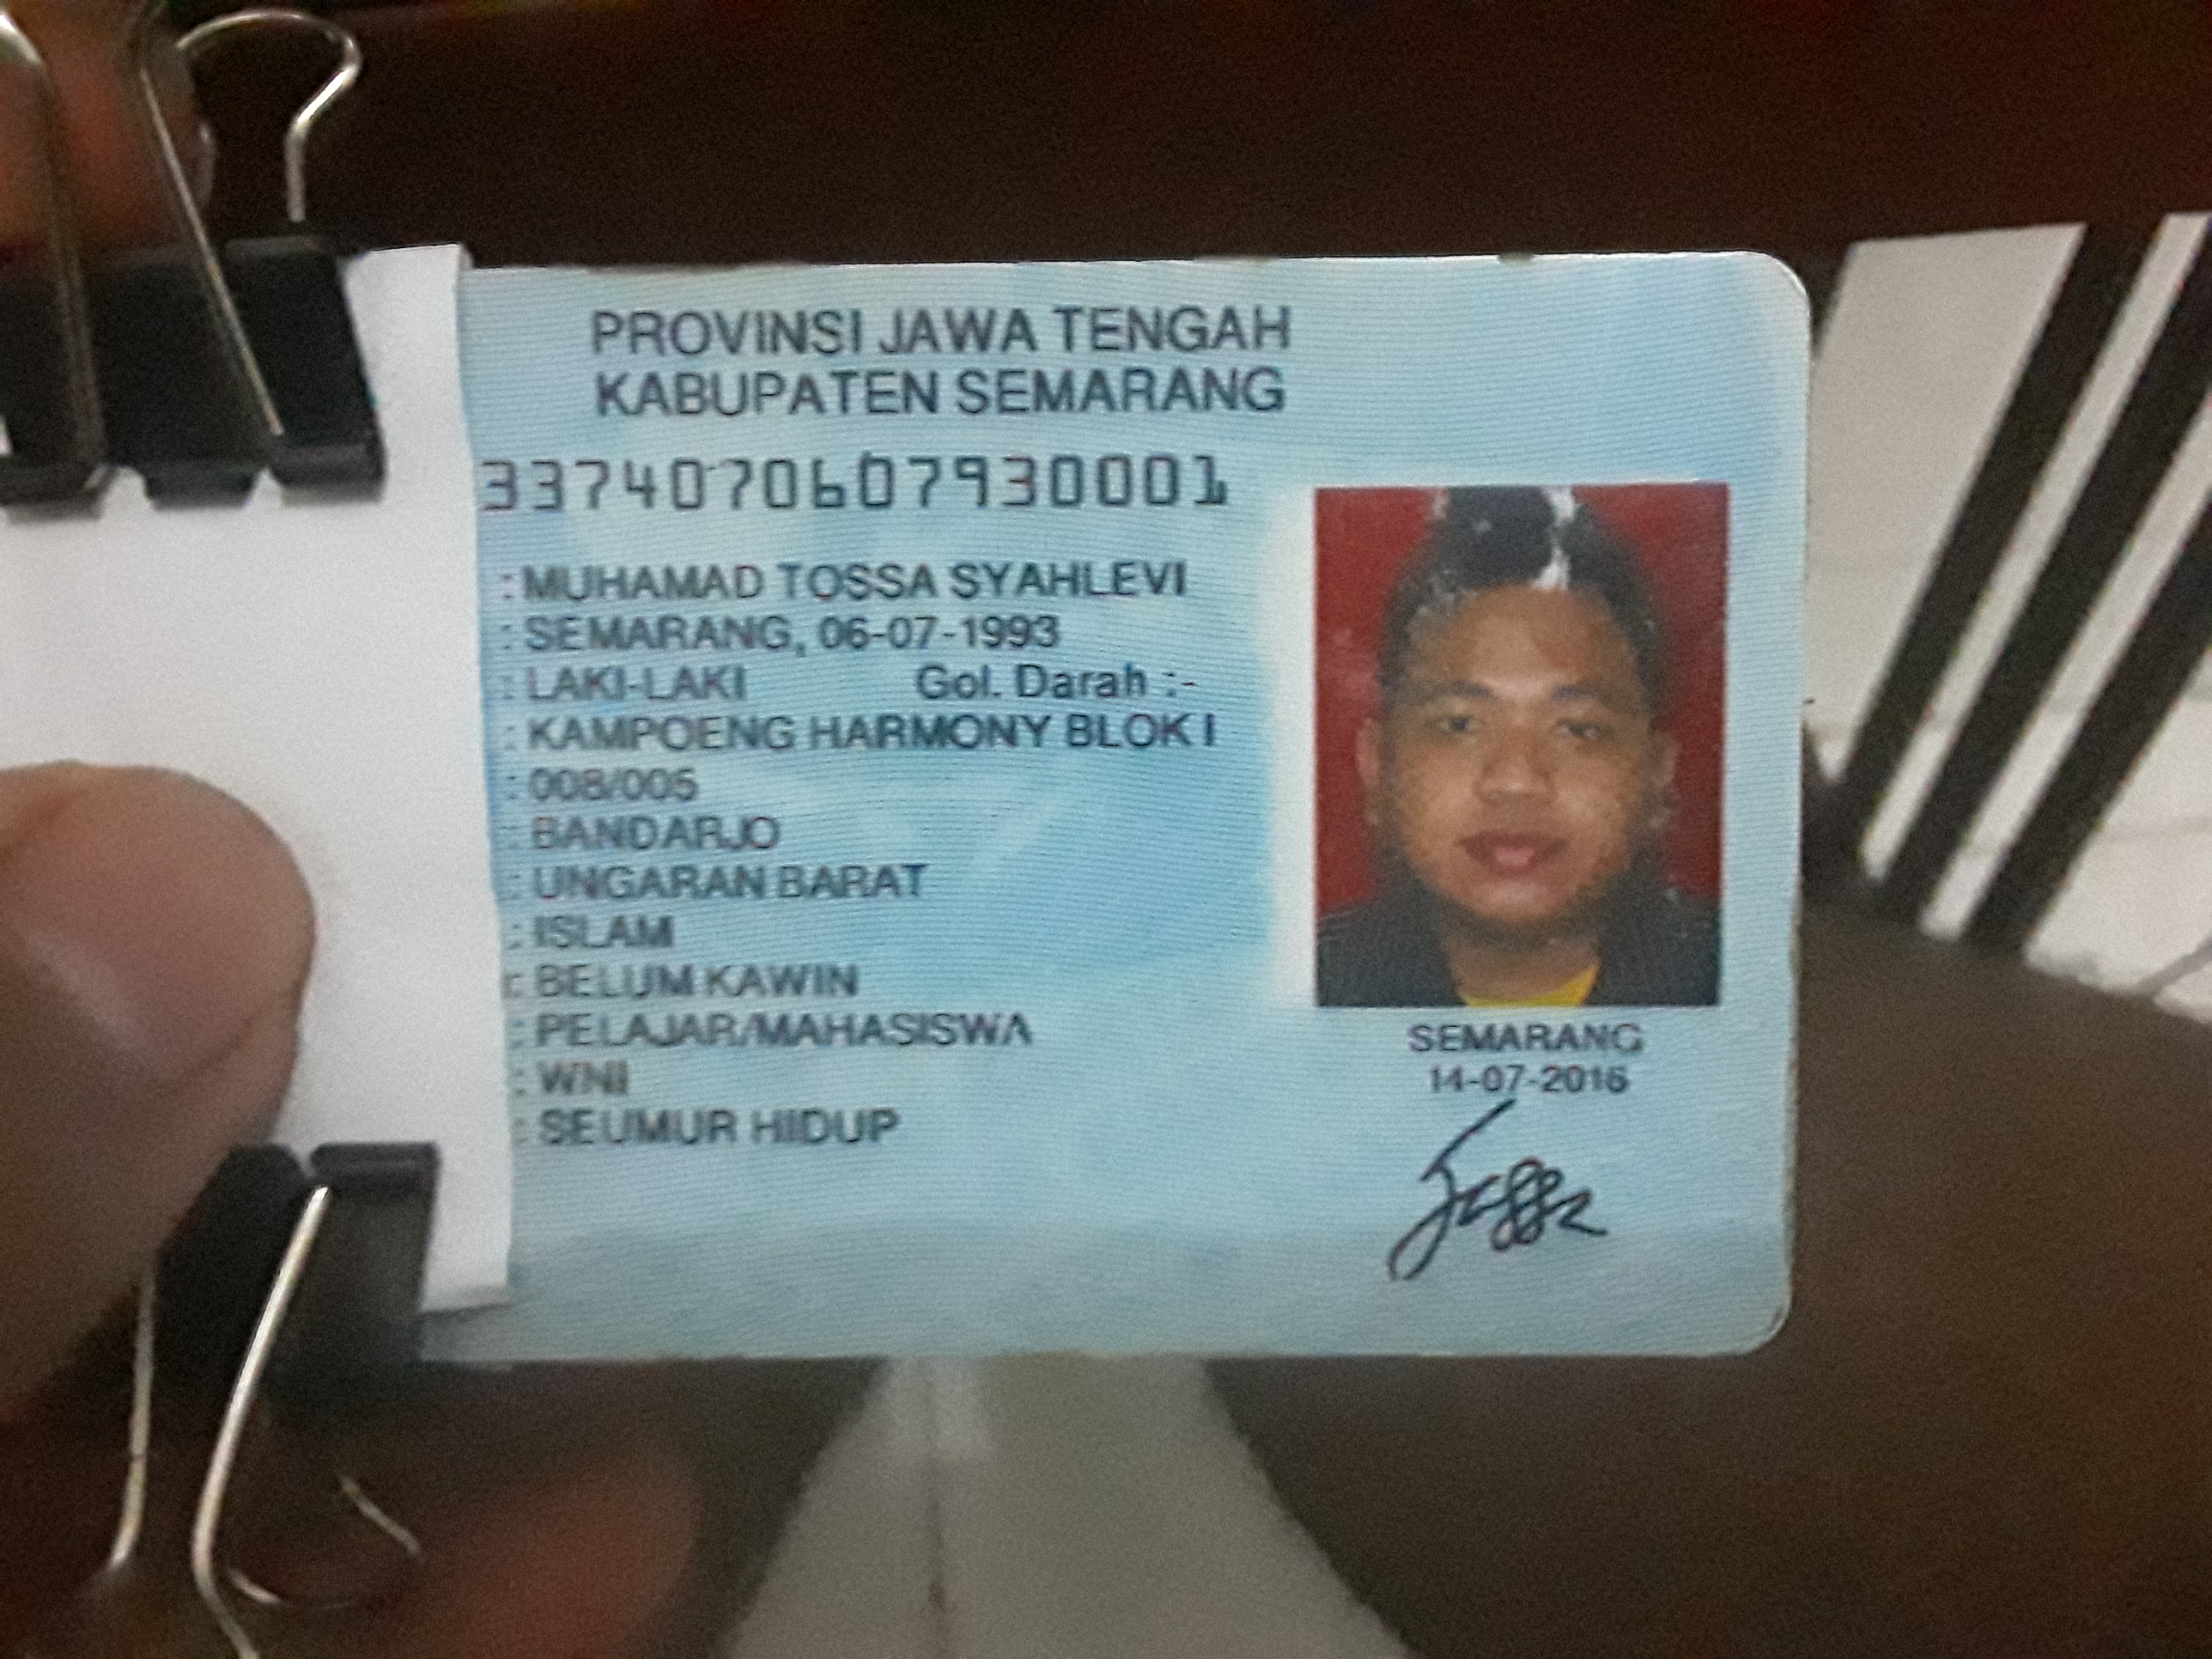 PROVINSI JAWA TENGAH
KABUPATEN SEMARANG
3374070607930001
: MUHAMAD TOSSA SYAHLEVI
: SEMARANG, 06-07-1993
: LAKI-LAKI Gol. Darah : -
: KAMPOENG HARMONY BLOK I
: 008/005
: BANDARJO
: UNGARAN BARAT
: ISLAM
: BELUM KAWIN
: PELAJAR/MAHASISWA
: WNI
: SEUMUR HIDUP
SEMARANG
14-07-2016